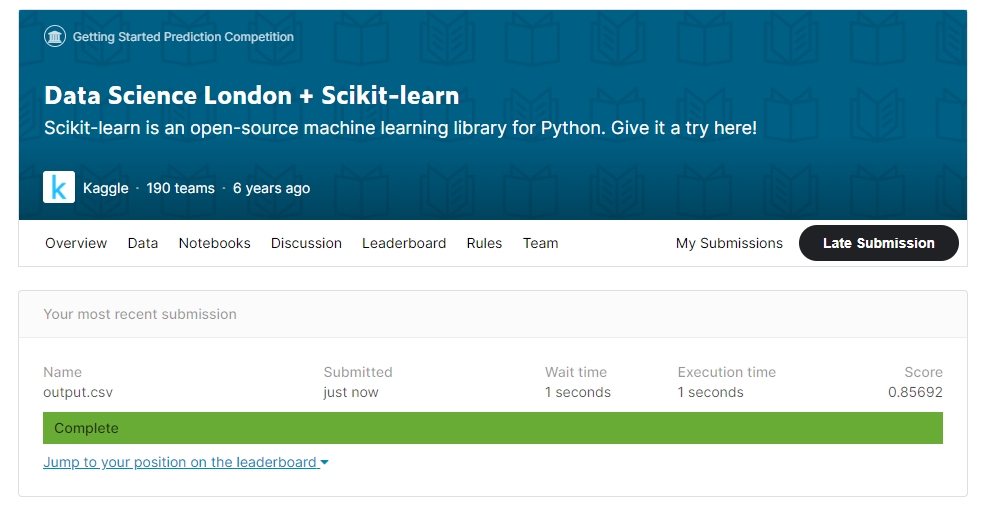 Getting Started Prediction Competition
Data Science London + Scikit-learn
Scikit-learn is an open-source machine learning library for Python. Give it a try here!
k Kaggle · 190 teams · 6 years ago
Overview Data Notebooks Discussion Leaderboard Rules Team My Submissions Late Submission
Your most recent submission
Name Submitted Wait time Execution time Score
output.csv just now 1 seconds 1 seconds 0.85692
Complete
Jump to your position on the leaderboard